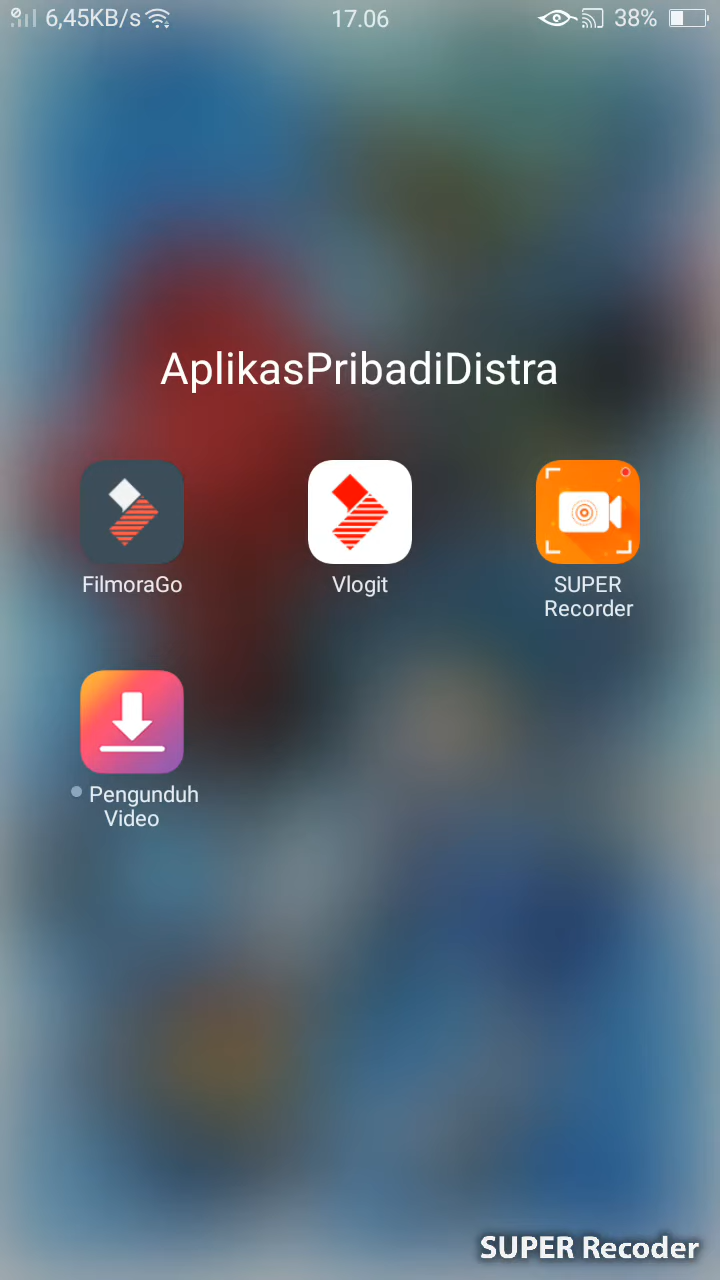 6,45KB/s 17.06 38%
AplikasPribadiDistra
FilmoraGo Vlogit SUPER
Recorder
Pengunduh
Video
SUPER Recoder